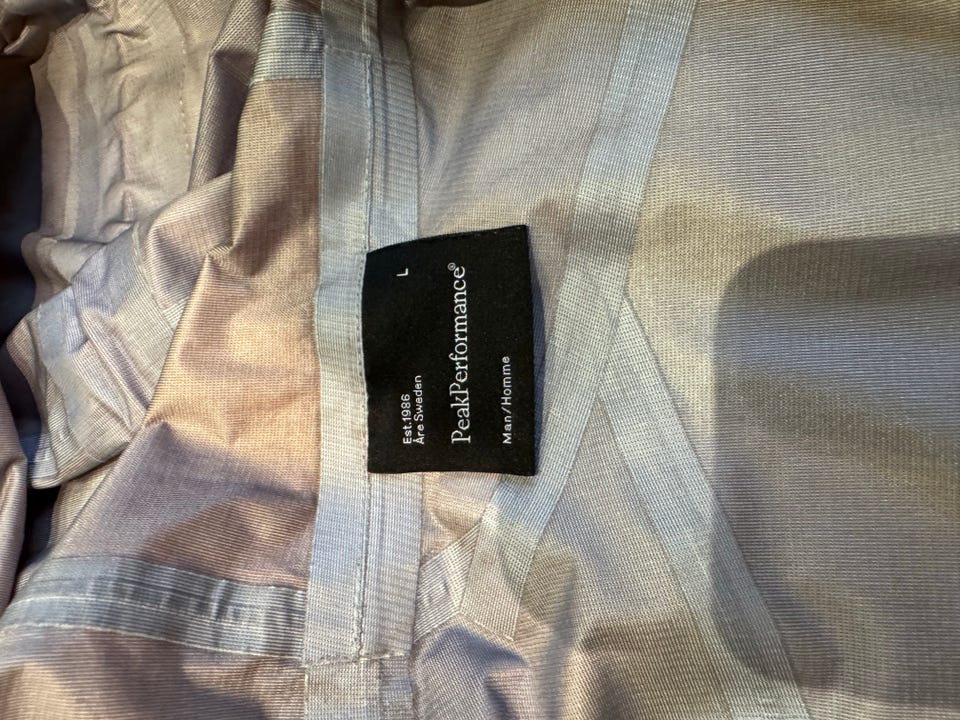 Est.1986
Åre Sweden
L
PeakPerformance®
Man/Homme